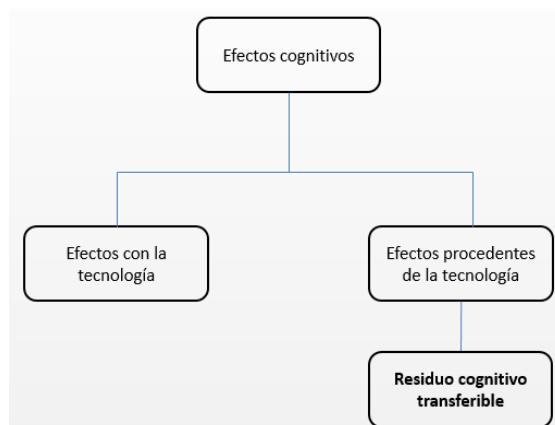 Efectos cognitivos
Efectos con la
tecnología
Efectos procedentes
de la tecnología
Residuo cognitivo
transferible